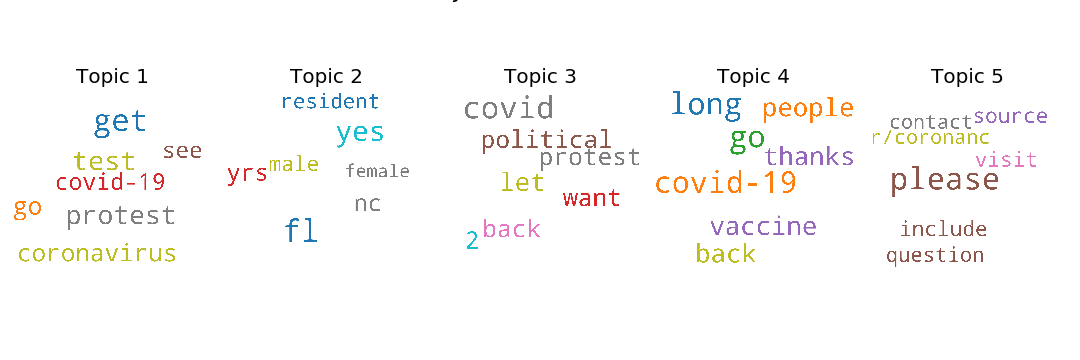 Topic 1
get
see
test
covid-19
go
protest
coronavirus
Topic 2
resident
yes
male
yrs
female
nc
fl
Topic 3
covid
political
protest
let
want
back
2
Topic 4
long
people
go
thanks
covid-19
vaccine
back
Topic 5
source
contact
r/coronanc
visit
please
include
question